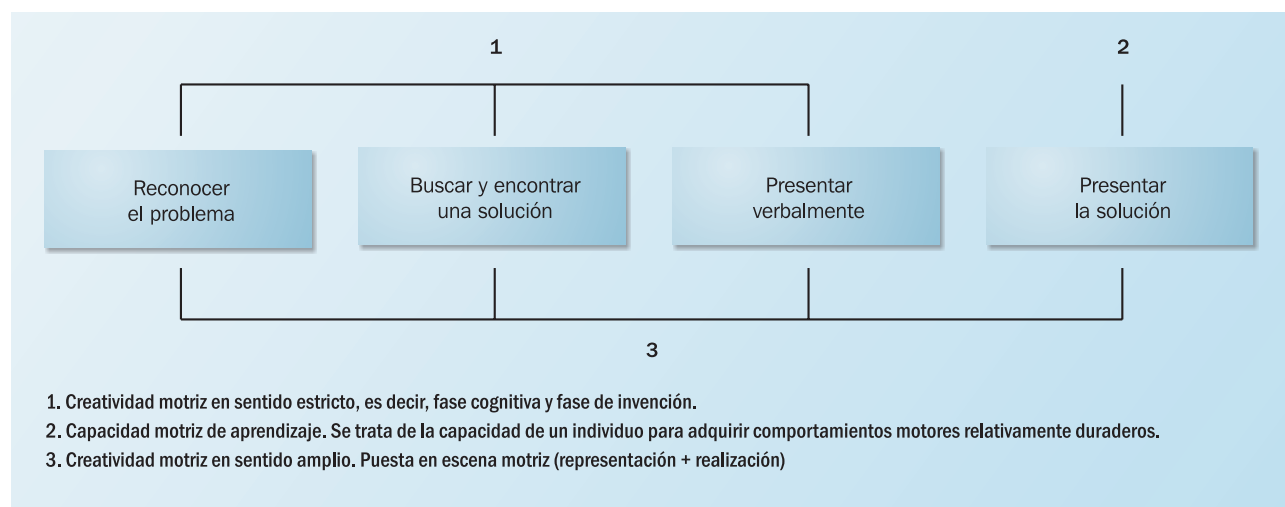 1
2
Reconocer
el problema
Buscar y encontrar
una solución
Presentar
verbalmente
Presentar
la solución
3
1. Creatividad motriz en sentido estricto, es decir, fase cognitiva y fase de invención.
2. Capacidad motriz de aprendizaje. Se trata de la capacidad de un individuo para adquirir comportamientos motores relativamente duraderos.
3. Creatividad motriz en sentido amplio. Puesta en escena motriz (representación + realización)